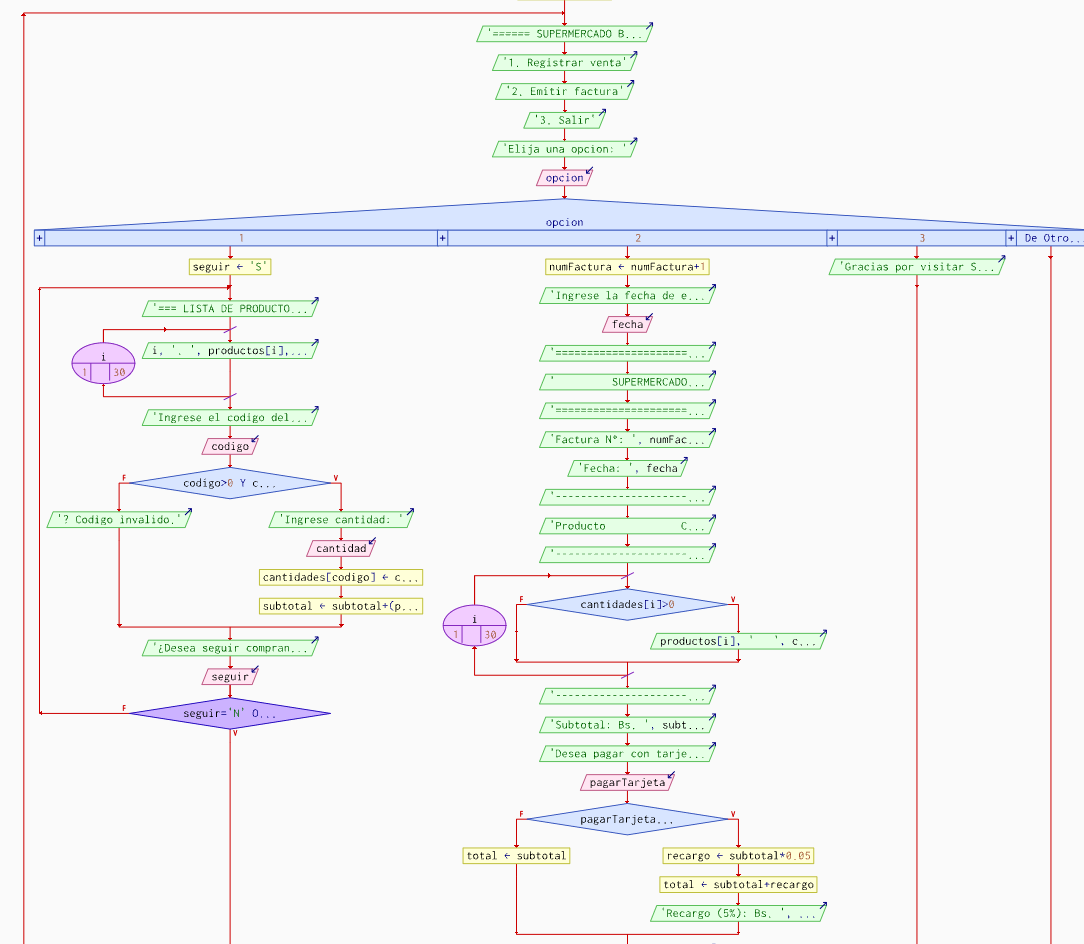 '====== SUPERMERCADO B...
'1. Registrar venta'
'2. Emitir factura'
'3. Salir'
'Elija una opcion: '
opcion
opcion
+ 1 + 2 + 3 + De Otro...
seguir ← 'S'
'=== LISTA DE PRODUCTO...
i
1 30
i, '. ', productos[i],...
'Ingrese el codigo del...
codigo
F codigo>0 Y c... V
'? Codigo invalido.'
'Ingrese cantidad: '
cantidad
cantidades[codigo] ← c...
subtotal ← subtotal+(p...
'¿Desea seguir compran...
seguir
F seguir='N' O...
V
numFactura ← numFactura+1
'Ingrese la fecha de e...
fecha
'=====================...
'        SUPERMERCADO...
'=====================...
'Factura N°: ', numFac...
'Fecha: ', fecha
'---------------------...
'Producto           C...
'---------------------...
i
1 30
F cantidades[i]>0 V
productos[i], '   ', c...
'---------------------...
'Subtotal: Bs. ', subt...
'Desea pagar con tarje...
pagarTarjeta
F pagarTarjeta... V
total ← subtotal
recargo ← subtotal*0.05
total ← subtotal+recargo
'Recargo (5%): Bs. ', ...
'Gracias por visitar S...